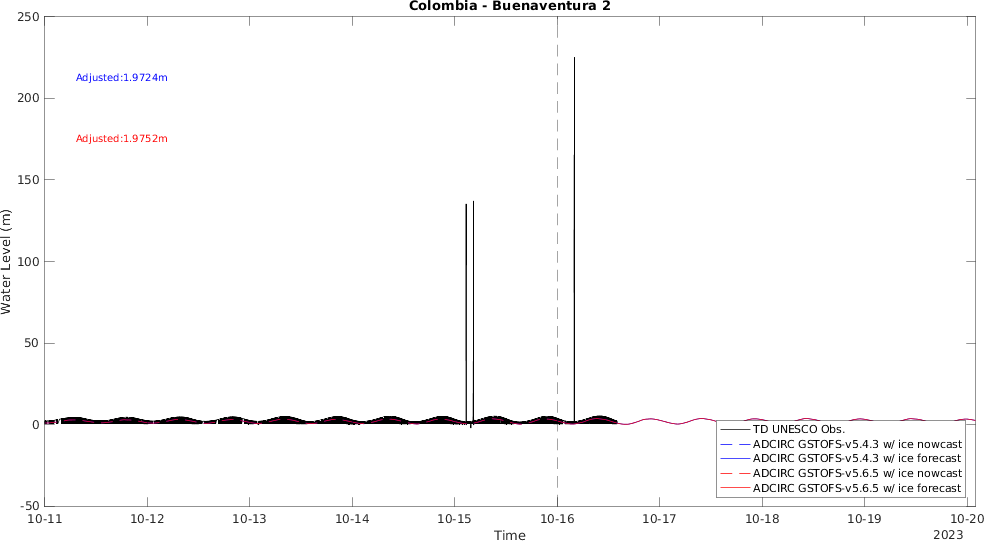 Colombia - Buenaventura 2
250
200
150
100
50
0
-50
Water Level (m)
Adjusted:1.9724m
Adjusted:1.9752m
TD UNESCO Obs.
ADCIRC GSTOFS-v5.4.3 w/ ice nowcast
ADCIRC GSTOFS-v5.4.3 w/ ice forecast
ADCIRC GSTOFS-v5.6.5 w/ ice nowcast
ADCIRC GSTOFS-v5.6.5 w/ ice forecast
10-11 10-12 10-13 10-14 10-15 10-16 10-17 10-18 10-19 10-20
Time
2023